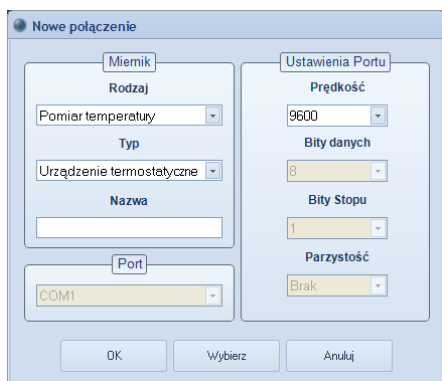 Nowe połączenie
Miernik
Rodzaj
Pomiar temperatury
Typ
Urządzenie termostatyczne
Nazwa
Port
COM1
Ustawienia Portu
Prędkość
9600
Bity danych
8
Bity Stopu
1
Parzystość
Brak
OK
Wybierz
Anuluj